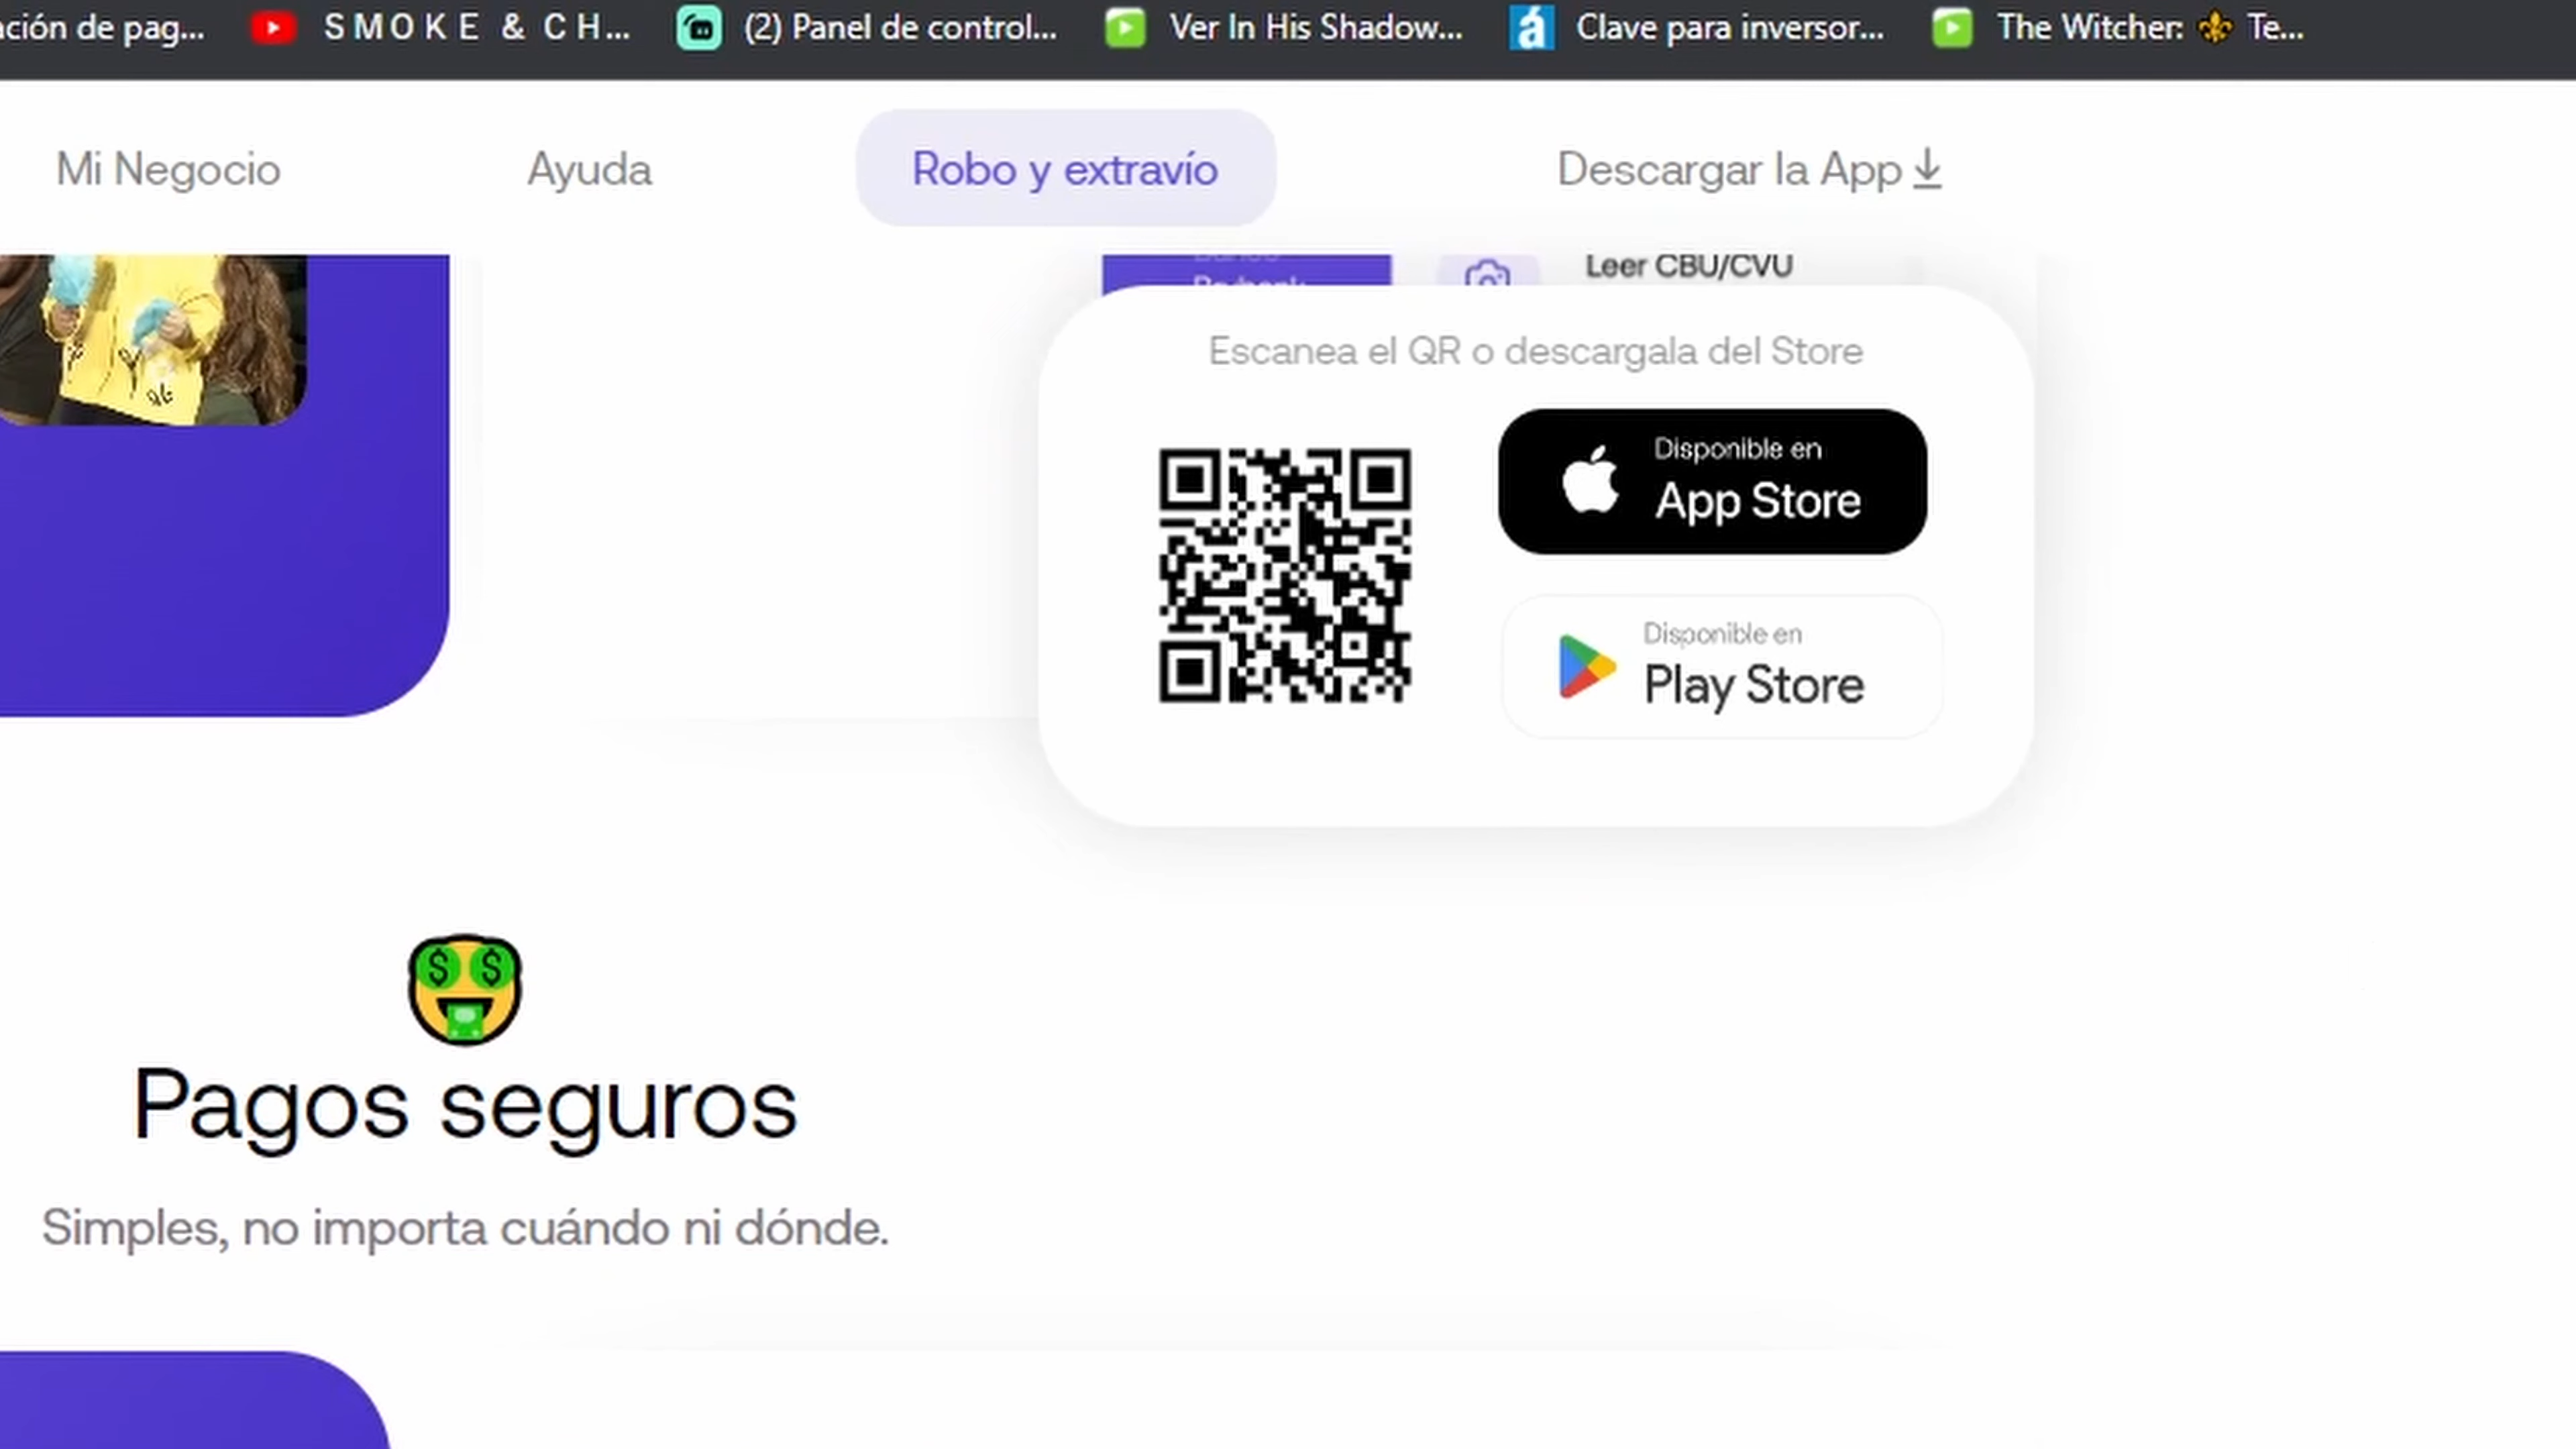 ación de pag...
S M O K E & C H...
(2) Panel de control...
Ver In His Shadow...
Clave para inversor...
The Witcher: ⚜ Te...
Mi Negocio
Ayuda
Robo y extravío
Descargar la App
Leer CBU/CVU
Escanea el QR o descargala del Store
Disponible en
App Store
Disponible en
Play Store
Pagos seguros
Simples, no importa cuándo ni dónde.